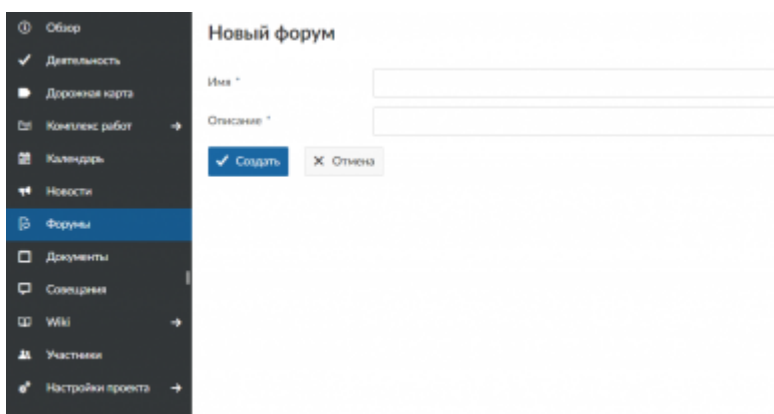 Обзор
Деятельность
Дорожная карта
Комплекс работ
Календарь
Новости
Форумы
Документы
Совещания
Wiki
Участники
Настройки проекта
Новый форум
Имя *
Описание *
Создать
Отмена